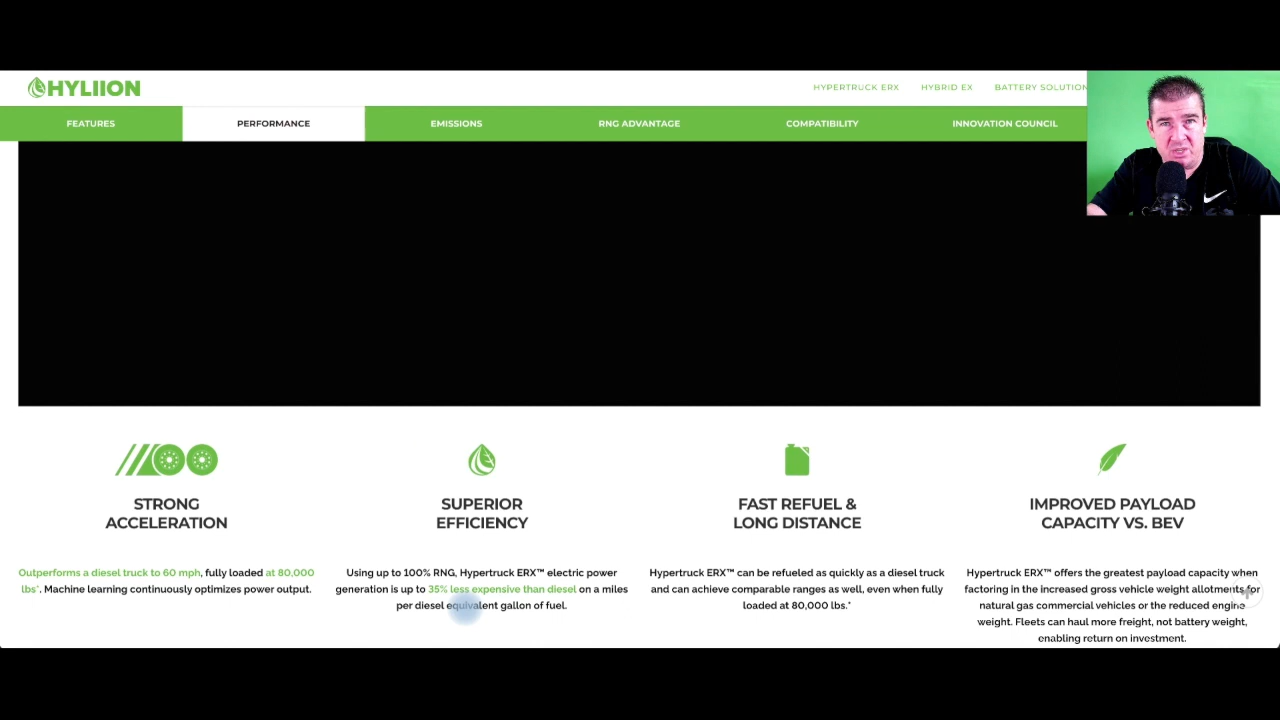 HYLIION
HYPERTRUCK ERX HYBRID EX BATTERY SOLUTION
FEATURES PERFORMANCE EMISSIONS RNG ADVANTAGE COMPATIBILITY INNOVATION COUNCIL
STRONG
ACCELERATION
Outperforms a diesel truck to 60 mph, fully loaded at 80,000
lbs*. Machine learning continuously optimizes power output.
SUPERIOR
EFFICIENCY
Using up to 100% RNG, Hypertruck ERX™ electric power
generation is up to 35% less expensive than diesel on a miles
per diesel equivalent gallon of fuel.
FAST REFUEL &
LONG DISTANCE
Hypertruck ERX™ can be refueled as quickly as a diesel truck
and can achieve comparable ranges as well, even when fully
loaded at 80,000 lbs.*
IMPROVED PAYLOAD
CAPACITY VS. BEV
Hypertruck ERX™ offers the greatest payload capacity when
factoring in the increased gross vehicle weight allotments for
natural gas commercial vehicles or the reduced engine
weight. Fleets can haul more freight, not battery weight,
enabling return on investment.